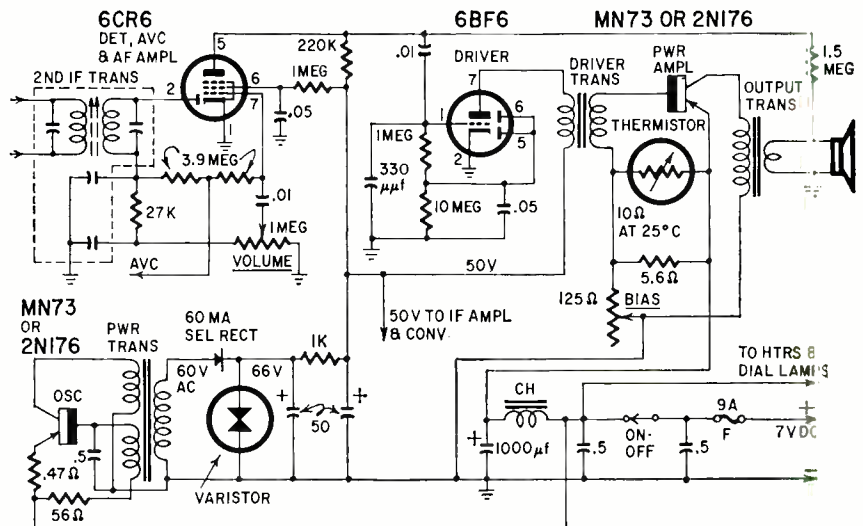 6CR6
DET, AVC
& AF AMPL
5
6
7
2
1
2ND IF TRANS
220K
1MEG
.05
3.9 MEG
.01
27K
1MEG
VOLUME
AVC
6BF6
DRIVER
.01
7
1
2
6
5
1MEG
330
µµf
10 MEG
.05
DRIVER
TRANS
MN73 OR 2N176
PWR
AMPL
THERMISTOR
10Ω
AT 25°C
OUTPUT
TRANS
1.5
MEG
5.6Ω
125Ω
BIAS
50V
50V TO IF AMPL
& CONV.
MN73
OR
2N176
OSC
PWR
TRANS
.47Ω
56Ω
.5
60V
AC
60 MA
SEL RECT
66V
VARISTOR
1K
+
+
50
CH
+
1000µf
.5
ON-
OFF
.5
9A
F
TO HTRS &
DIAL LAMPS
+
7V DC